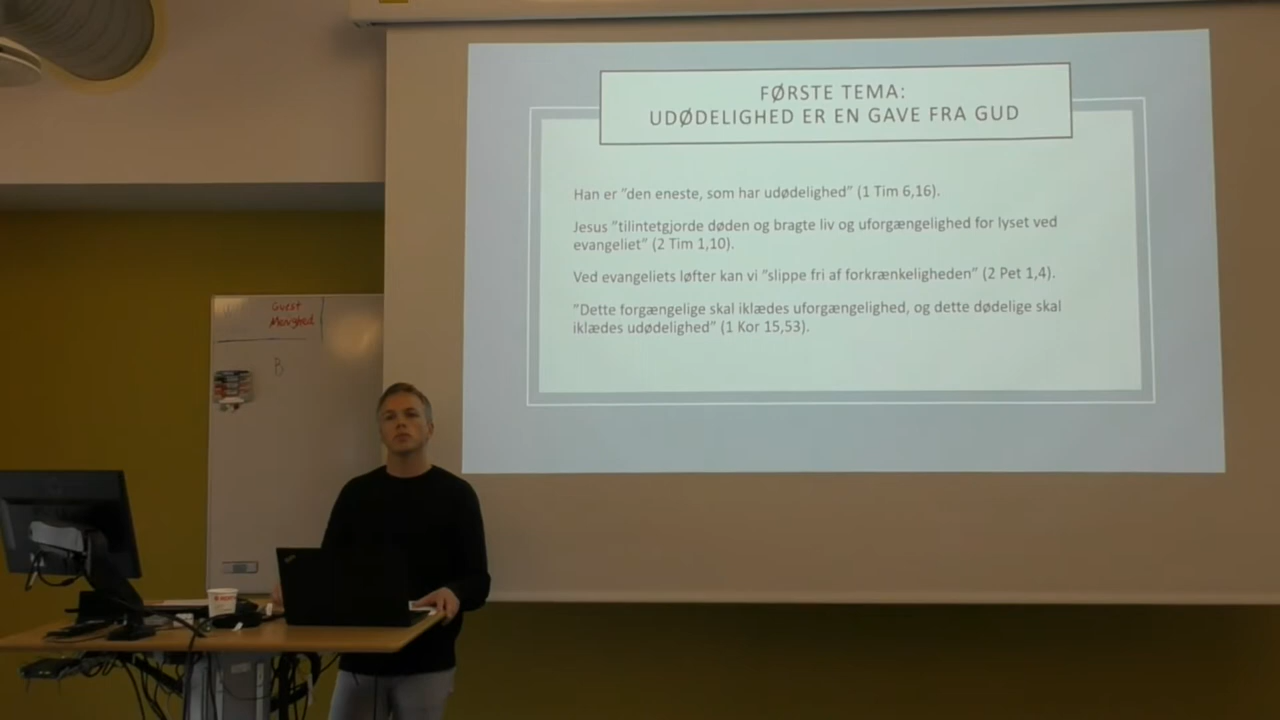 FØRSTE TEMA:
UDØDELIGHED ER EN GAVE FRA GUD
Han er ”den eneste, som har udødelighed” (1 Tim 6,16).
Jesus ”tilintetgjorde døden og bragte liv og uforgængelighed for lyset ved
evangeliet” (2 Tim 1,10).
Ved evangeliets løfter kan vi ”slippe fri af forkrænkeligheden” (2 Pet 1,4).
”Dette forgængelige skal iklædes uforgængelighed, og dette dødelige skal
iklædes udødelighed” (1 Kor 15,53).
Guest
B